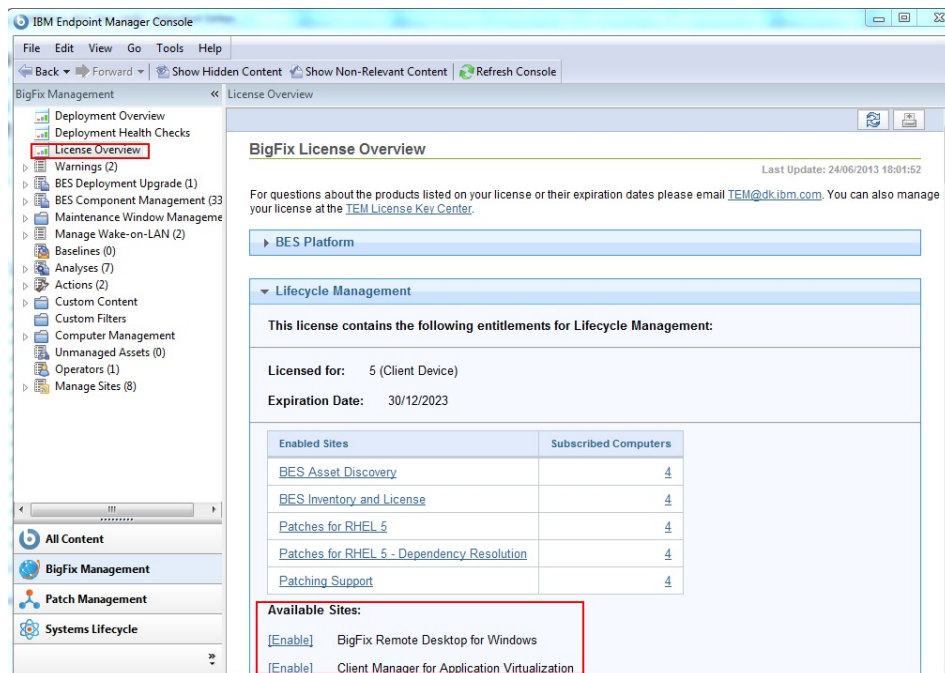 IBM Endpoint Manager Console
File Edit View Go Tools Help
Back Forward Show Hidden Content Show Non-Relevant Content Refresh Console
BigFix Management
License Overview
Deployment Overview
Deployment Health Checks
License Overview
Warnings (2)
BES Deployment Upgrade (1)
BES Component Management (33
Maintenance Window Manageme
Manage Wake-on-LAN (2)
Baselines (0)
Analyses (7)
Actions (2)
Custom Content
Custom Filters
Computer Management
Unmanaged Assets (0)
Operators (1)
Manage Sites (8)
All Content
BigFix Management
Patch Management
Systems Lifecycle
BigFix License Overview
Last Update: 24/06/2013 18:01:52
For questions about the products listed on your license or their expiration dates please email TEM@dk.ibm.com. You can also manage
your license at the TEM License Key Center.
BES Platform
Lifecycle Management
This license contains the following entitlements for Lifecycle Management:
Licensed for: 5 (Client Device)
Expiration Date: 30/12/2023
Enabled Sites Subscribed Computers
BES Asset Discovery 4
BES Inventory and License 4
Patches for RHEL 5 4
Patches for RHEL 5 - Dependency Resolution 4
Patching Support 4
Available Sites:
[Enable] BigFix Remote Desktop for Windows
[Enable] Client Manager for Application Virtualization